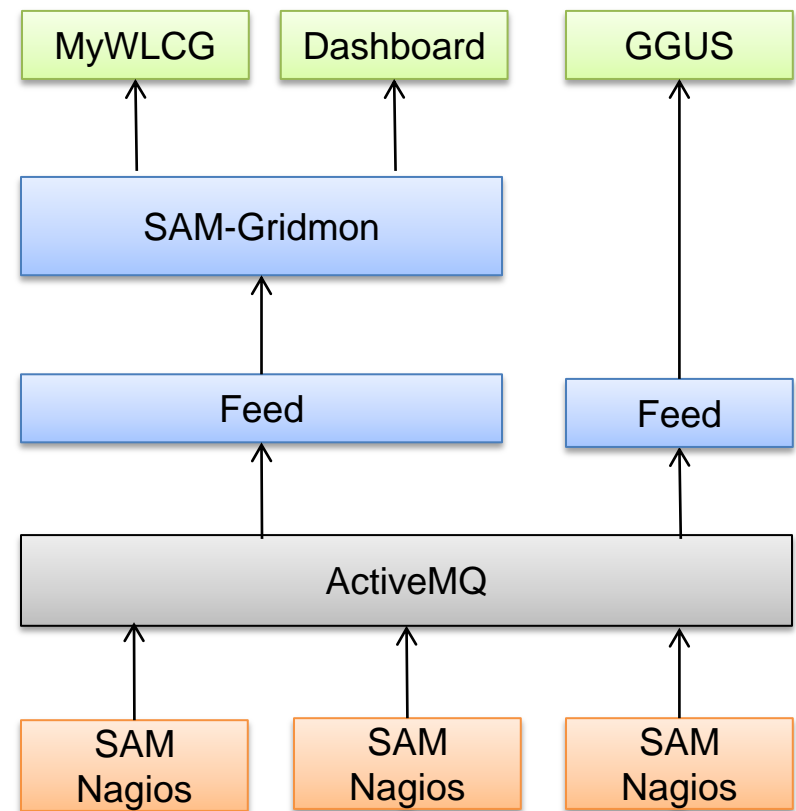 MyWLCG
Dashboard
GGUS
SAM-Gridmon
Feed
Feed
ActiveMQ
SAM
Nagios
SAM
Nagios
SAM
Nagios